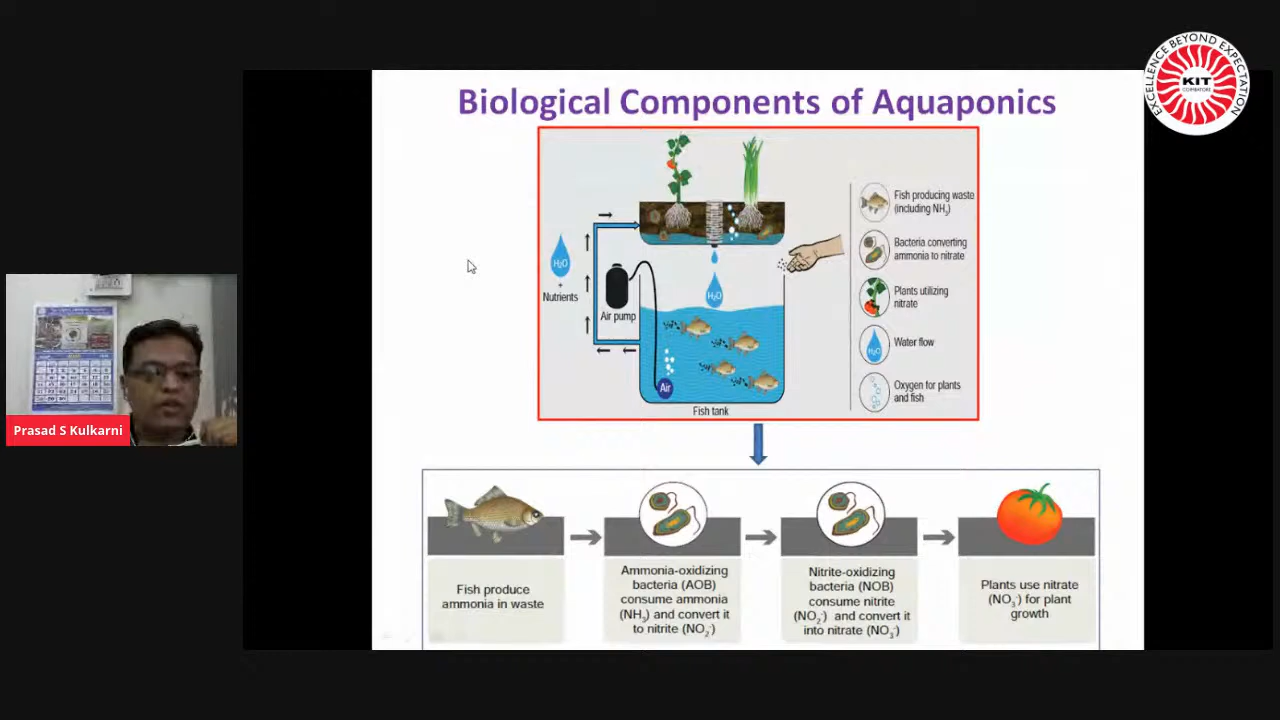 EXCELLENCE BEYOND EXPECTATION
KIT
COIMBATORE
Biological Components of Aquaponics
H₂O
+
Nutrients
Air pump
H₂O
Air
Fish tank
Fish producing waste
(including NH₃)
Bacteria converting
ammonia to nitrate
Plants utilizing
nitrate
H₂O
Water flow
Oxygen for plants
and fish
Prasad S Kulkarni
Fish produce
ammonia in waste
Ammonia-oxidizing
bacteria (AOB)
consume ammonia
(NH₃) and convert it
to nitrite (NO₂⁻)
Nitrite-oxidizing
bacteria (NOB)
consume nitrite
(NO₂⁻) and convert it
into nitrate (NO₃⁻)
Plants use nitrate
(NO₃⁻) for plant
growth